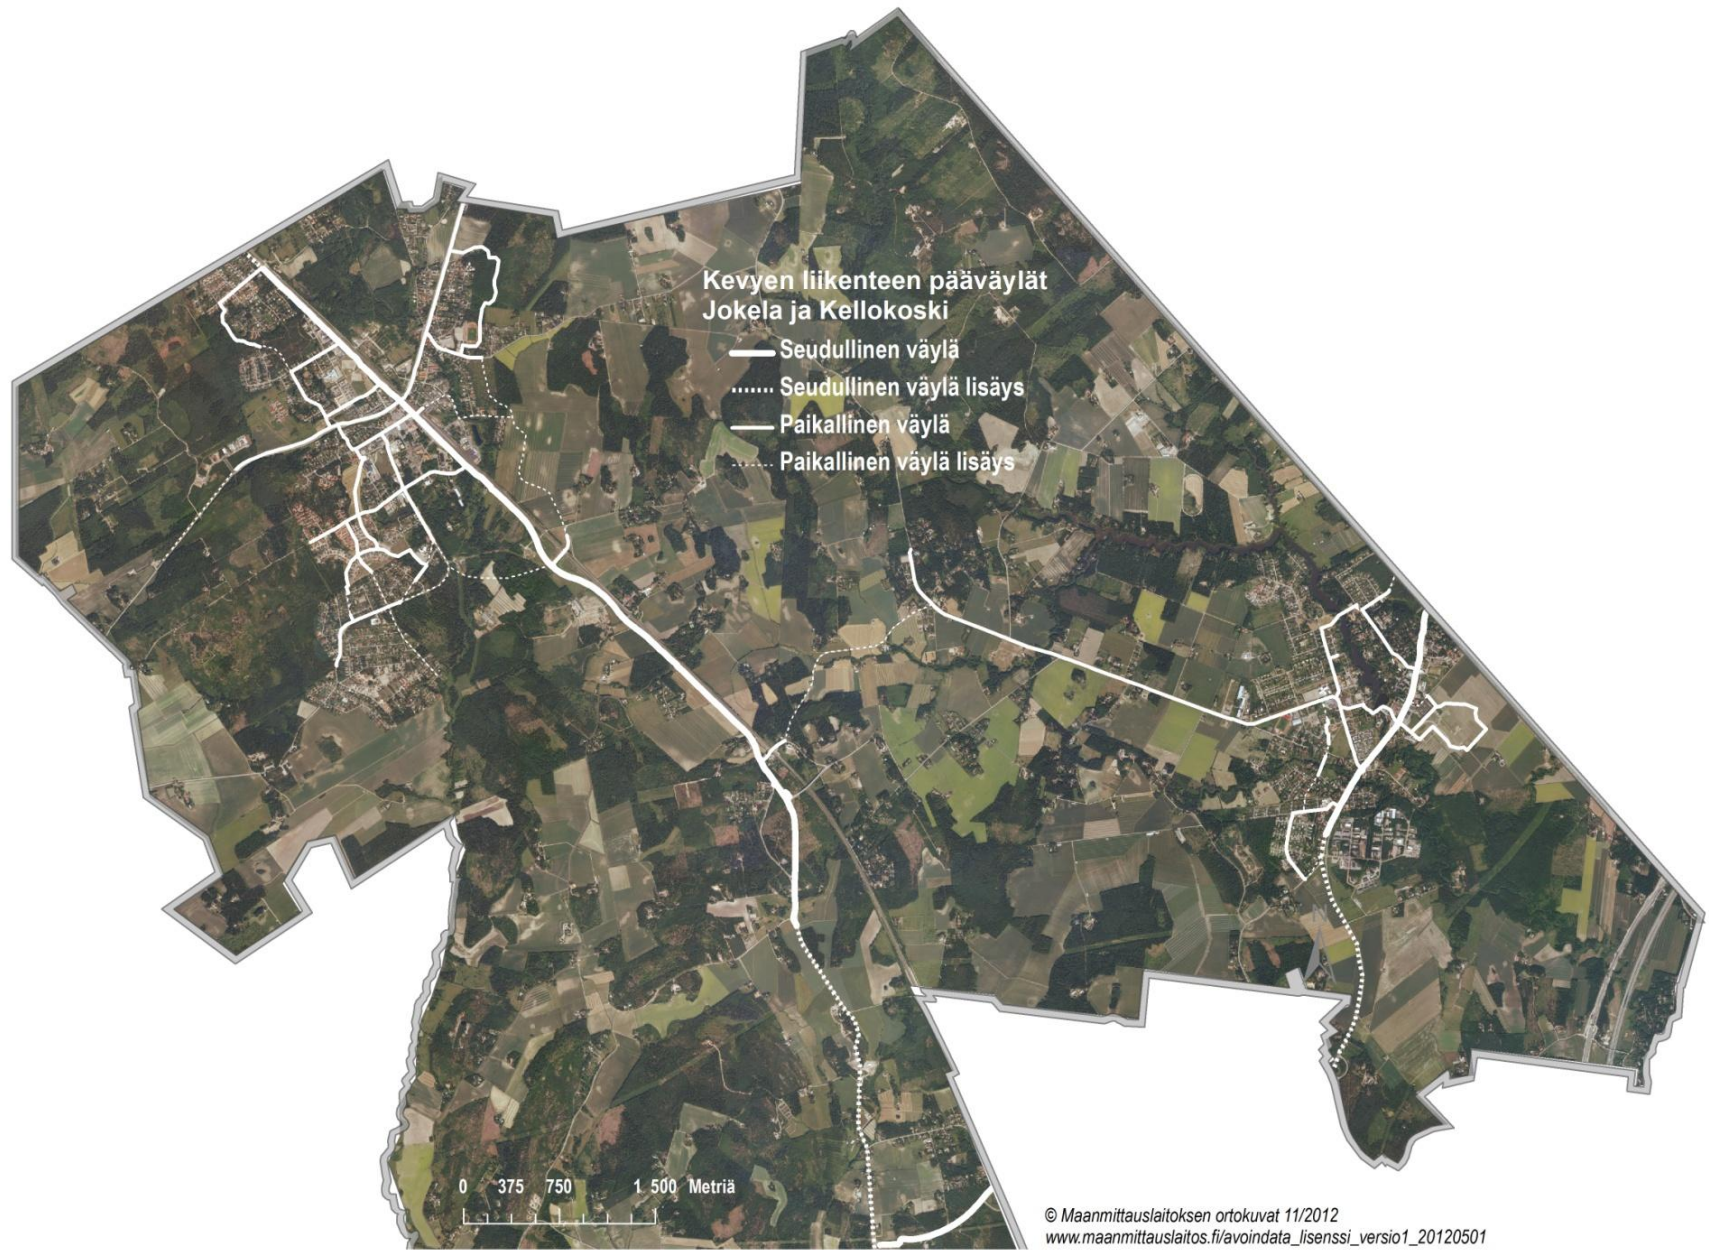 Kevyen liikenteen pääväylät
Jokela ja Kellokoski
Seudullinen väylä
Seudullinen väylä lisäys
Paikallinen väylä
Paikallinen väylä lisäys
0 375 750 1 500 Metriä
© Maanmittauslaitoksen ortokuvat 11/2012
www.maanmittauslaitos.fi/avoindata_lisenssi_versio1_20120501